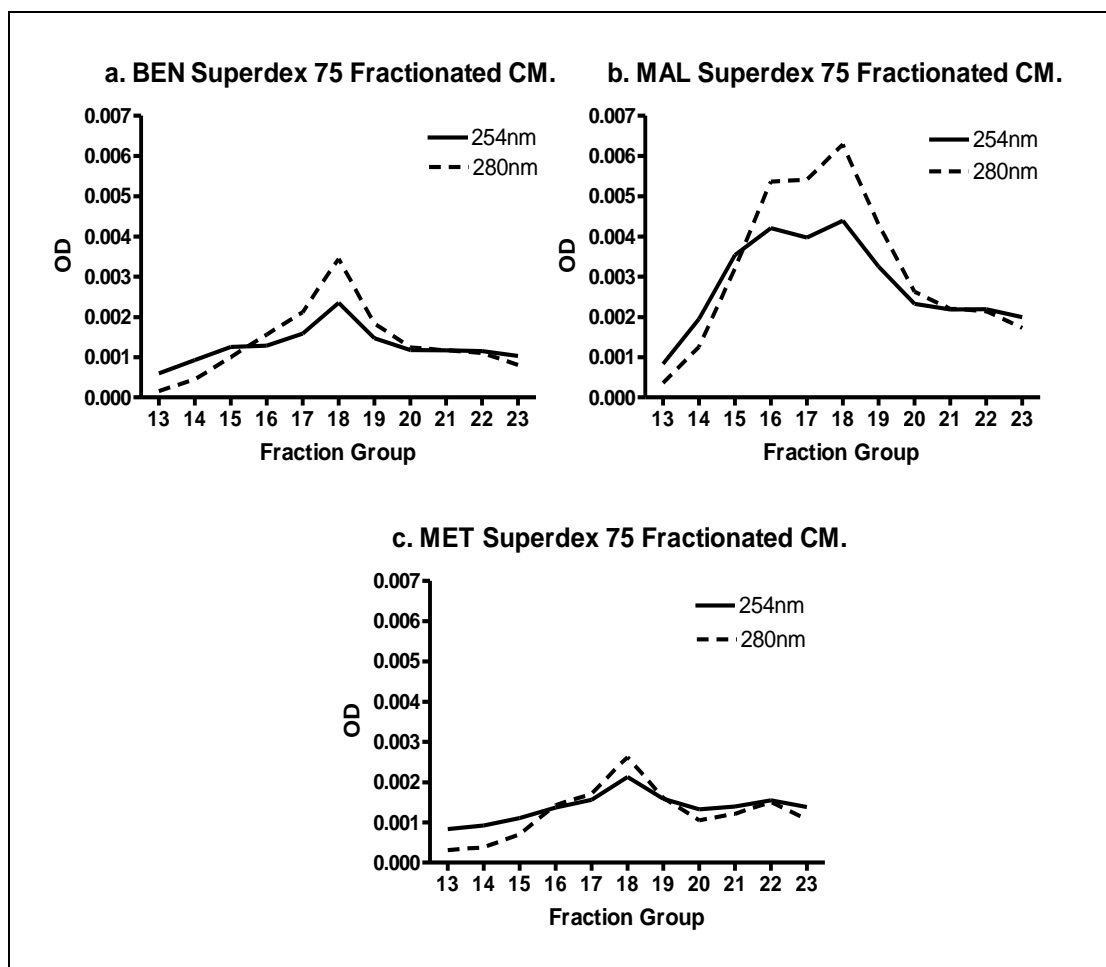 a. BEN Superdex 75 Fractionated CM.
0.007
0.006
0.005
0.004
0.003
0.002
0.001
0.000
OD
254nm
280nm
13 14 15 16 17 18 19 20 21 22 23
Fraction Group
b. MAL Superdex 75 Fractionated CM.
0.007
0.006
0.005
0.004
0.003
0.002
0.001
0.000
OD
254nm
280nm
13 14 15 16 17 18 19 20 21 22 23
Fraction Group
c. MET Superdex 75 Fractionated CM.
0.007
0.006
0.005
0.004
0.003
0.002
0.001
0.000
OD
254nm
280nm
13 14 15 16 17 18 19 20 21 22 23
Fraction Group